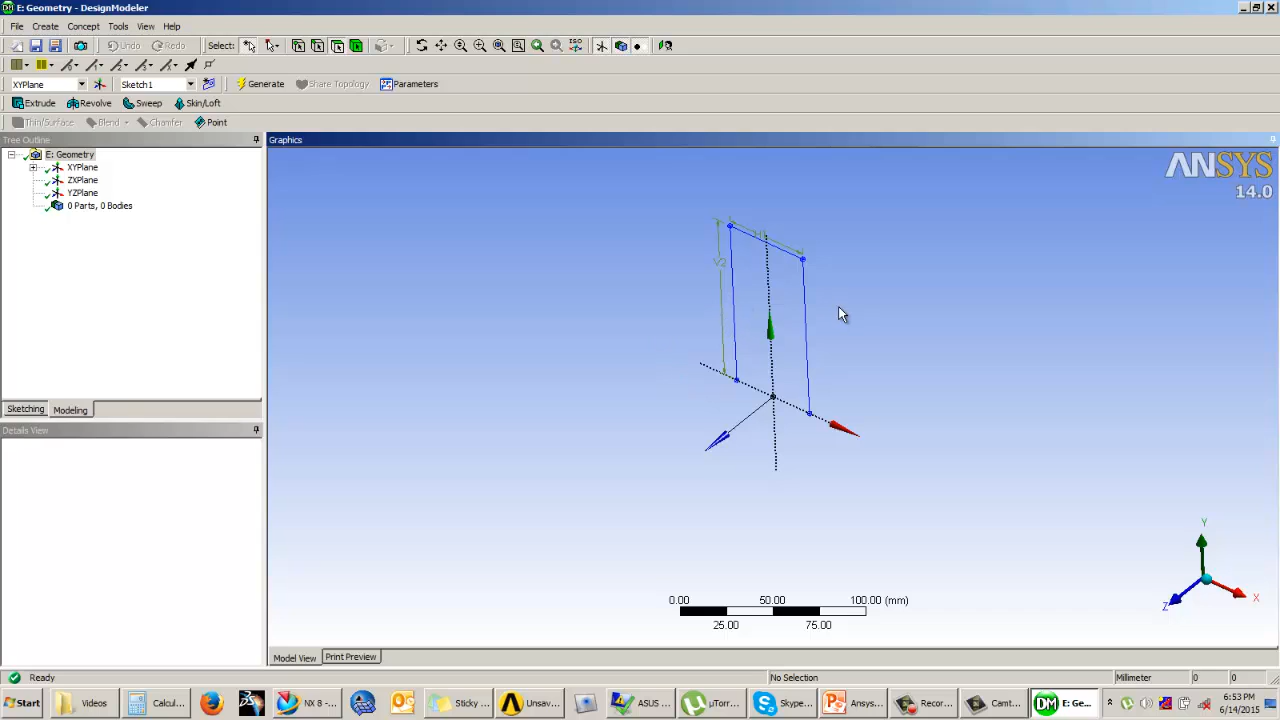 E: Geometry - DesignModeler
File Create Concept Tools View Help
Undo Redo Select: ISO
XYPlane Sketch1 Generate Share Topology Parameters
Extrude Revolve Sweep Skin/Loft
Thin/Surface Blend Chamfer Point
Tree Outline
E: Geometry
XYPlane
ZXPlane
YZPlane
0 Parts, 0 Bodies
Sketching Modeling
Details View
Graphics
ANSYS
14.0
H1
V2
0.00 50.00 100.00 (mm)
25.00 75.00
Y
X
Z
Model View Print Preview
Ready No Selection Millimeter 0 0
Start Videos Calcul... NX 8 -... Sticky ... Unsav... ASUS ... µTorr... Skype... Ansys... Recor... Camt... E: Ge... 6:53 PM
6/14/2015